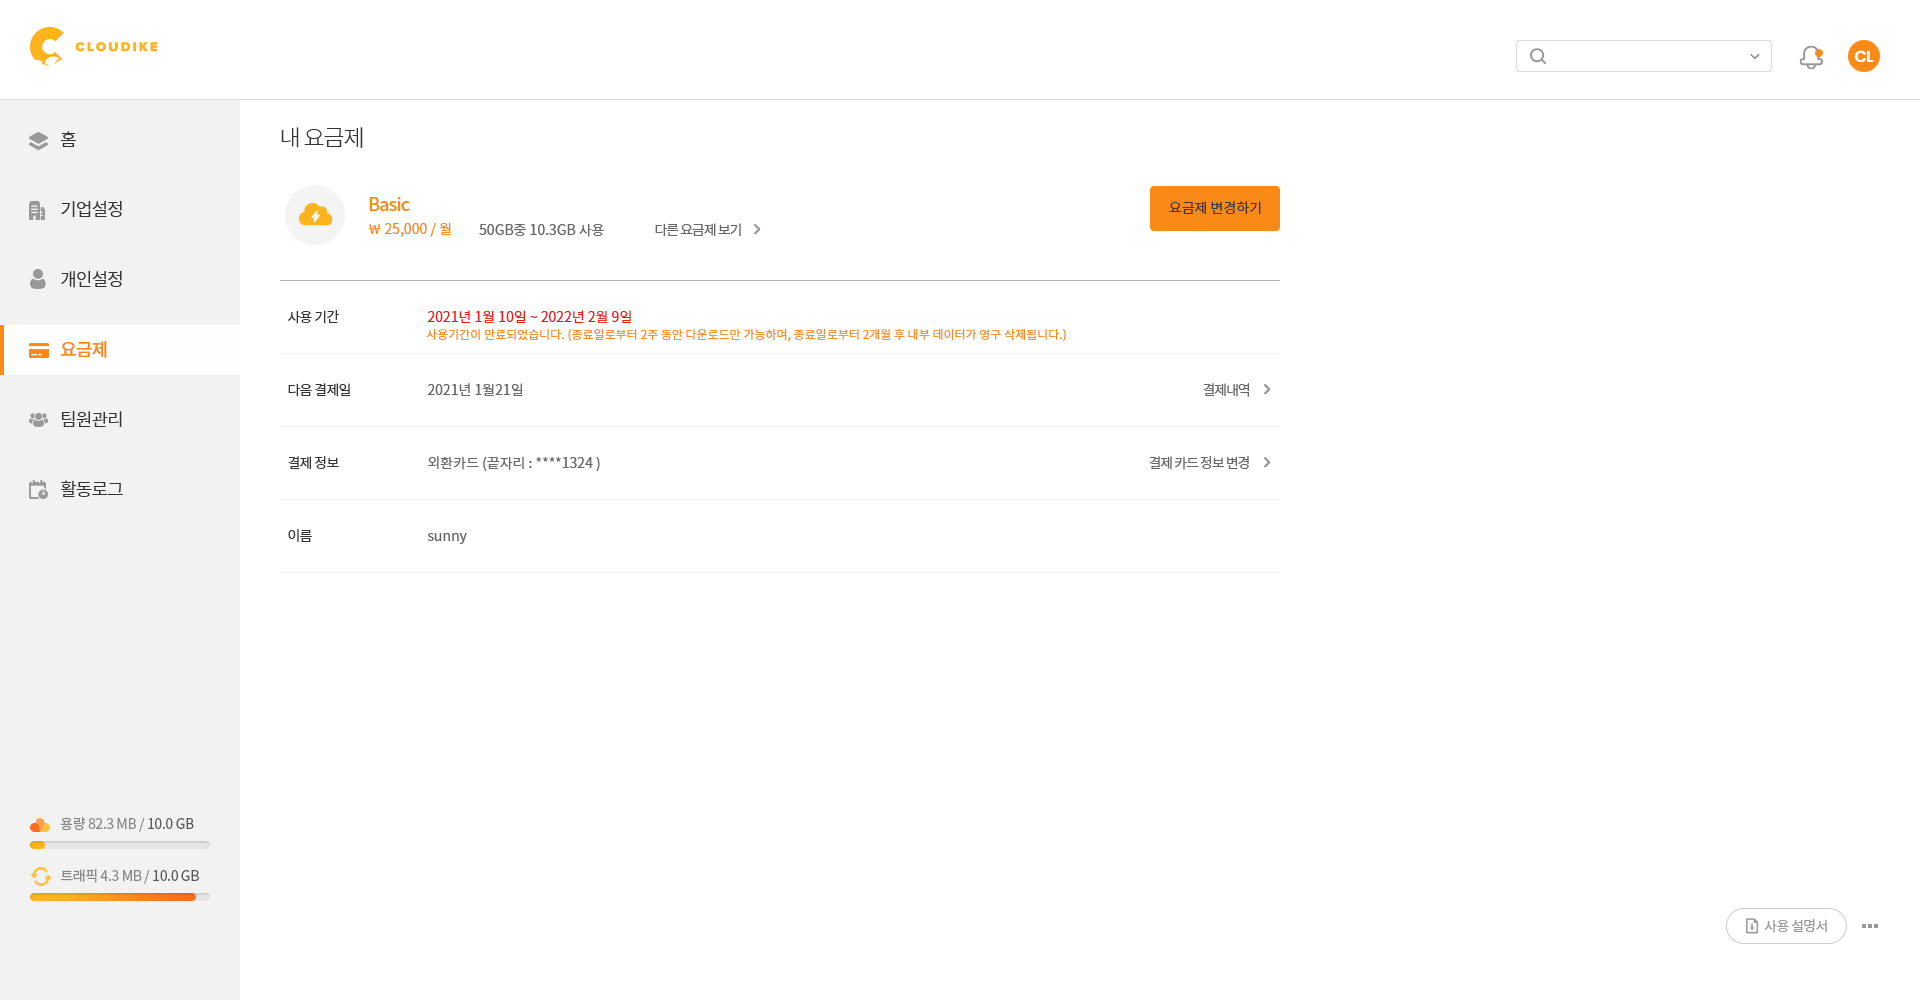 CLOUDIKE
CL
홈
기업설정
개인설정
요금제
팀원관리
활동로그
용량 82.3 MB / 10.0 GB
트래픽 4.3 MB / 10.0 GB
내 요금제
Basic
₩ 25,000 / 월
50GB중 10.3GB 사용
다른 요금제 보기
요금제 변경하기
사용 기간
2021년 1월 10일 ~ 2022년 2월 9일
사용기간이 만료되었습니다. (종료일로부터 2주 동안 다운로드만 가능하며, 종료일로부터 2개월 후 내부 데이터가 영구 삭제됩니다.)
다음 결제일
2021년 1월21일
결제내역
결제 정보
외환카드 (끝자리 : ****1324 )
결제 카드 정보 변경
이름
sunny
사용 설명서